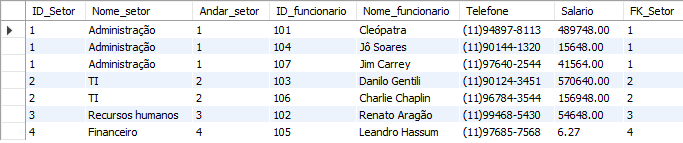 ID_Setor Nome_setor Andar_setor ID_funcionario Nome_funcionario Telefone Salario FK_Setor
1 Administração 1 101 Cleópatra (11)94897-8113 489748.00 1
1 Administração 1 104 Jô Soares (11)90144-1320 15648.00 1
1 Administração 1 107 Jim Carrey (11)97640-2544 41564.00 1
2 TI 2 103 Danilo Gentili (11)90124-3451 570640.00 2
2 TI 2 106 Charlie Chaplin (11)96784-3544 156948.00 2
3 Recursos humanos 3 102 Renato Aragão (11)99468-5430 54648.00 3
4 Financeiro 4 105 Leandro Hassum (11)97685-7568 6.27 4